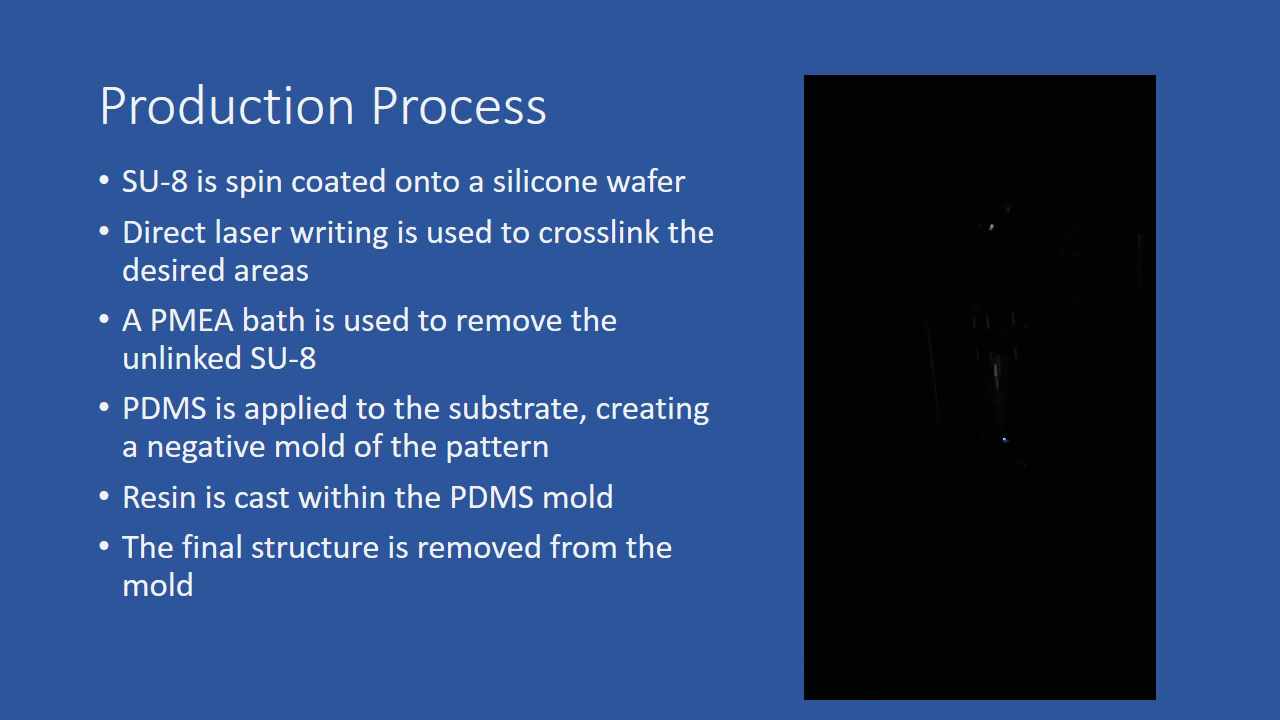 Production Process
• SU-8 is spin coated onto a silicone wafer
• Direct laser writing is used to crosslink the
desired areas
• A PMEA bath is used to remove the
unlinked SU-8
• PDMS is applied to the substrate, creating
a negative mold of the pattern
• Resin is cast within the PDMS mold
• The final structure is removed from the
mold